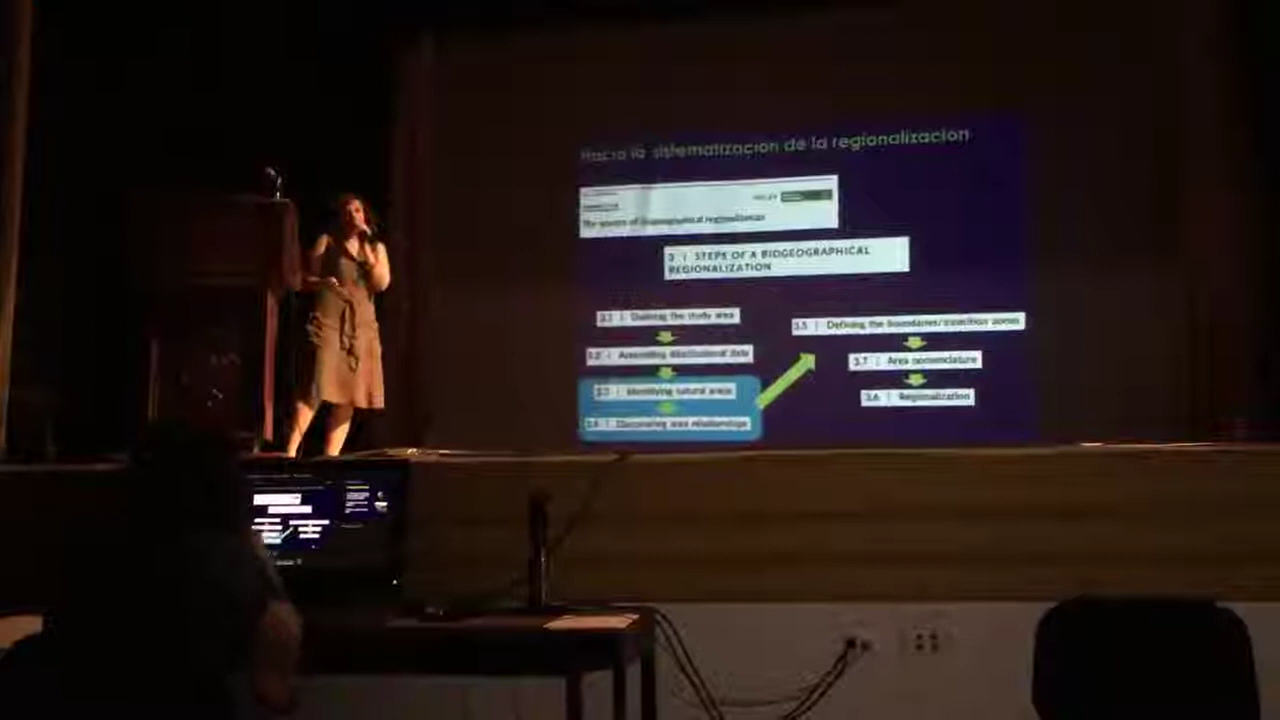 Hacia la sistematizacion de la regionalizacion
The process of biogeographical regionalization
3 | STEPS OF A BIOGEOGRAPHICAL
REGIONALIZATION
3.1 | Defining the study area
3.2 | Assembling distributional data
3.3 | Identifying natural areas
3.4 | Discovering area relationships
3.5 | Defining the boundaries/transition zones
3.7 | Area nomenclature
3.6 | Regionalization